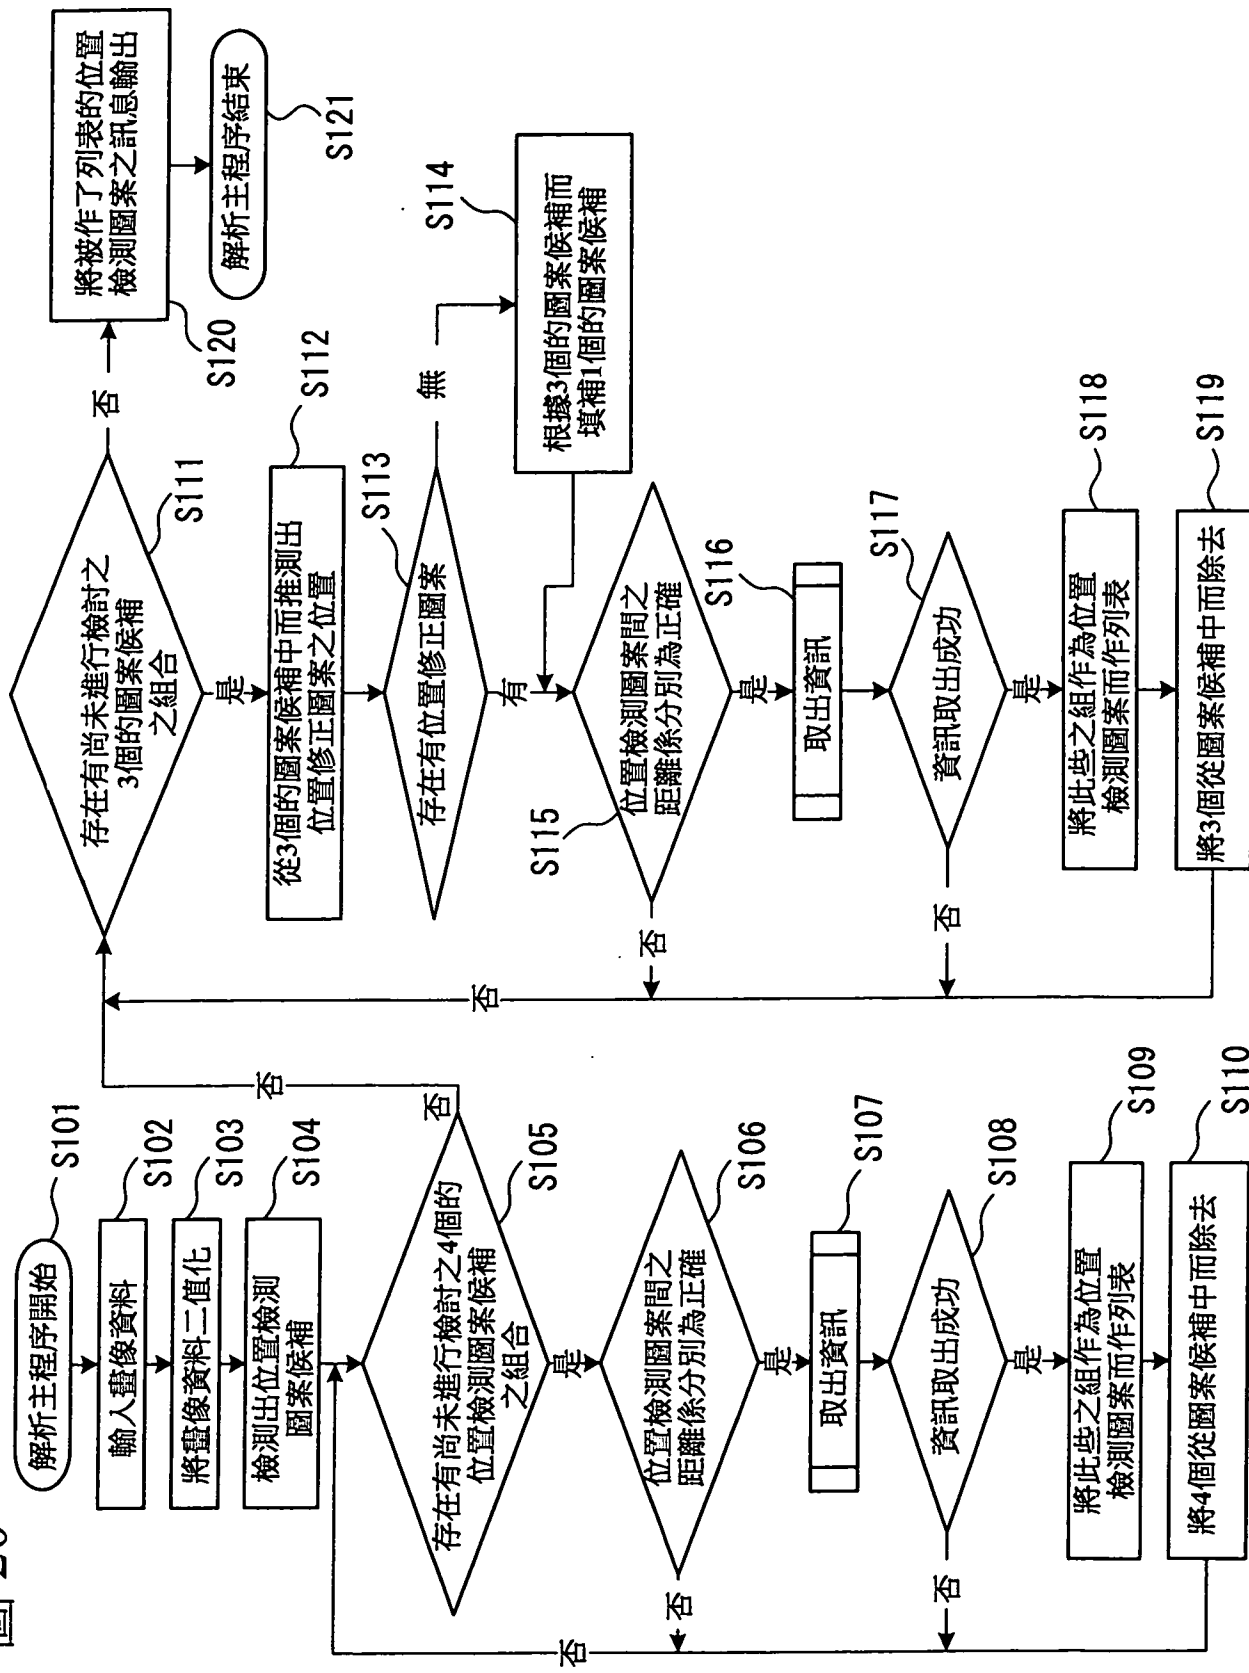 解析主程序開始
S101
輸入畫像資料
S102
將畫像資料二值化
S103
檢測出位置檢測
圖案候補
S104
存在有尚未進行檢討之4個的
位置檢測圖案候補
之組合
S105
否
否
是
位置檢測圖案間之
距離係分別為正確
S106
否
是
取出資訊
S107
資訊取出成功
S108
否
是
將此些之組作為位置
檢測圖案而作列表
S109
將4個從圖案候補中而除去
S110
否
存在有尚未進行檢討之
3個的圖案候補
之組合
S111
否
是
將被作了列表的位置
檢測圖案之訊息輸出
S120
解析主程序結束
S121
從3個的圖案候補中而推測出
位置修正圖案之位置
S112
存在有位置修正圖案
S113
無
有
根據3個的圖案候補而
填補1個的圖案候補
S114
位置檢測圖案間之
距離係分別為正確
S115
否
是
取出資訊
S116
資訊取出成功
S117
否
是
將此些之組作為位置
檢測圖案而作列表
S118
將3個從圖案候補中而除去
S119
否